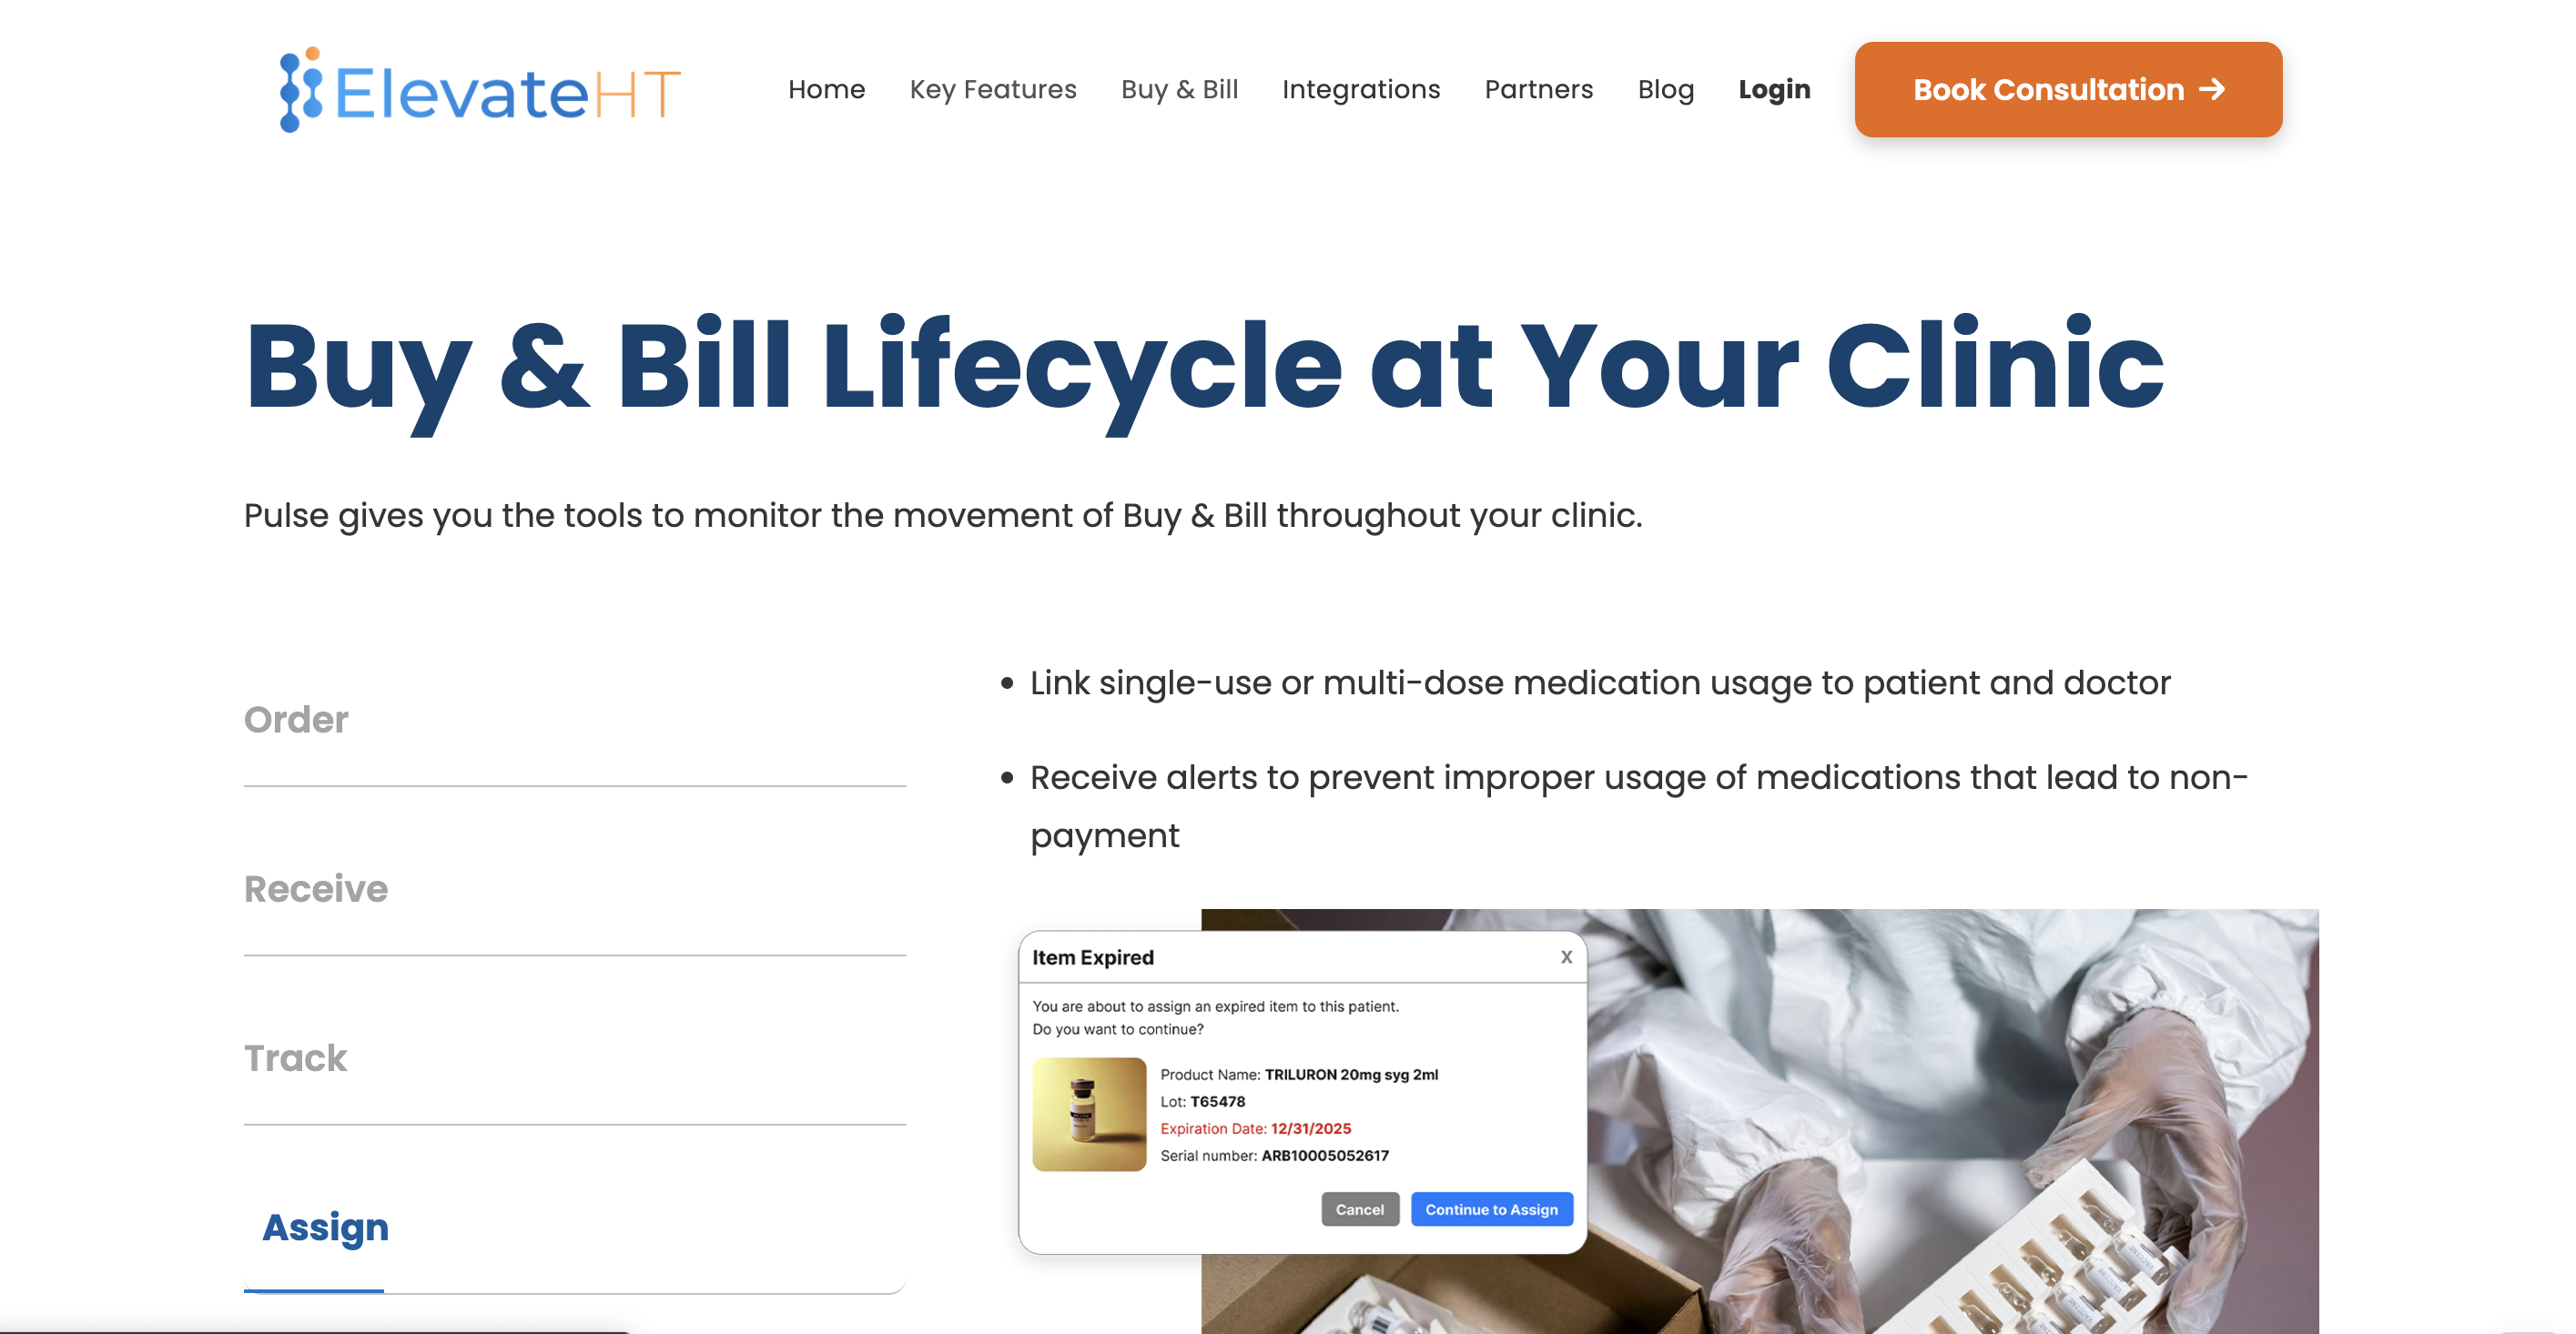 ElevateHT
Home Key Features Buy & Bill Integrations Partners Blog Login Book Consultation →
Buy & Bill Lifecycle at Your Clinic
Pulse gives you the tools to monitor the movement of Buy & Bill throughout your clinic.
Order
Receive
Track
Assign
• Link single-use or multi-dose medication usage to patient and doctor
• Receive alerts to prevent improper usage of medications that lead to non-
payment
Item Expired X
You are about to assign an expired item to this patient.
Do you want to continue?
Product Name: TRILURON 20mg syg 2ml
Lot: T65478
Expiration Date: 12/31/2025
Serial number: ARB10005052617
Cancel Continue to Assign